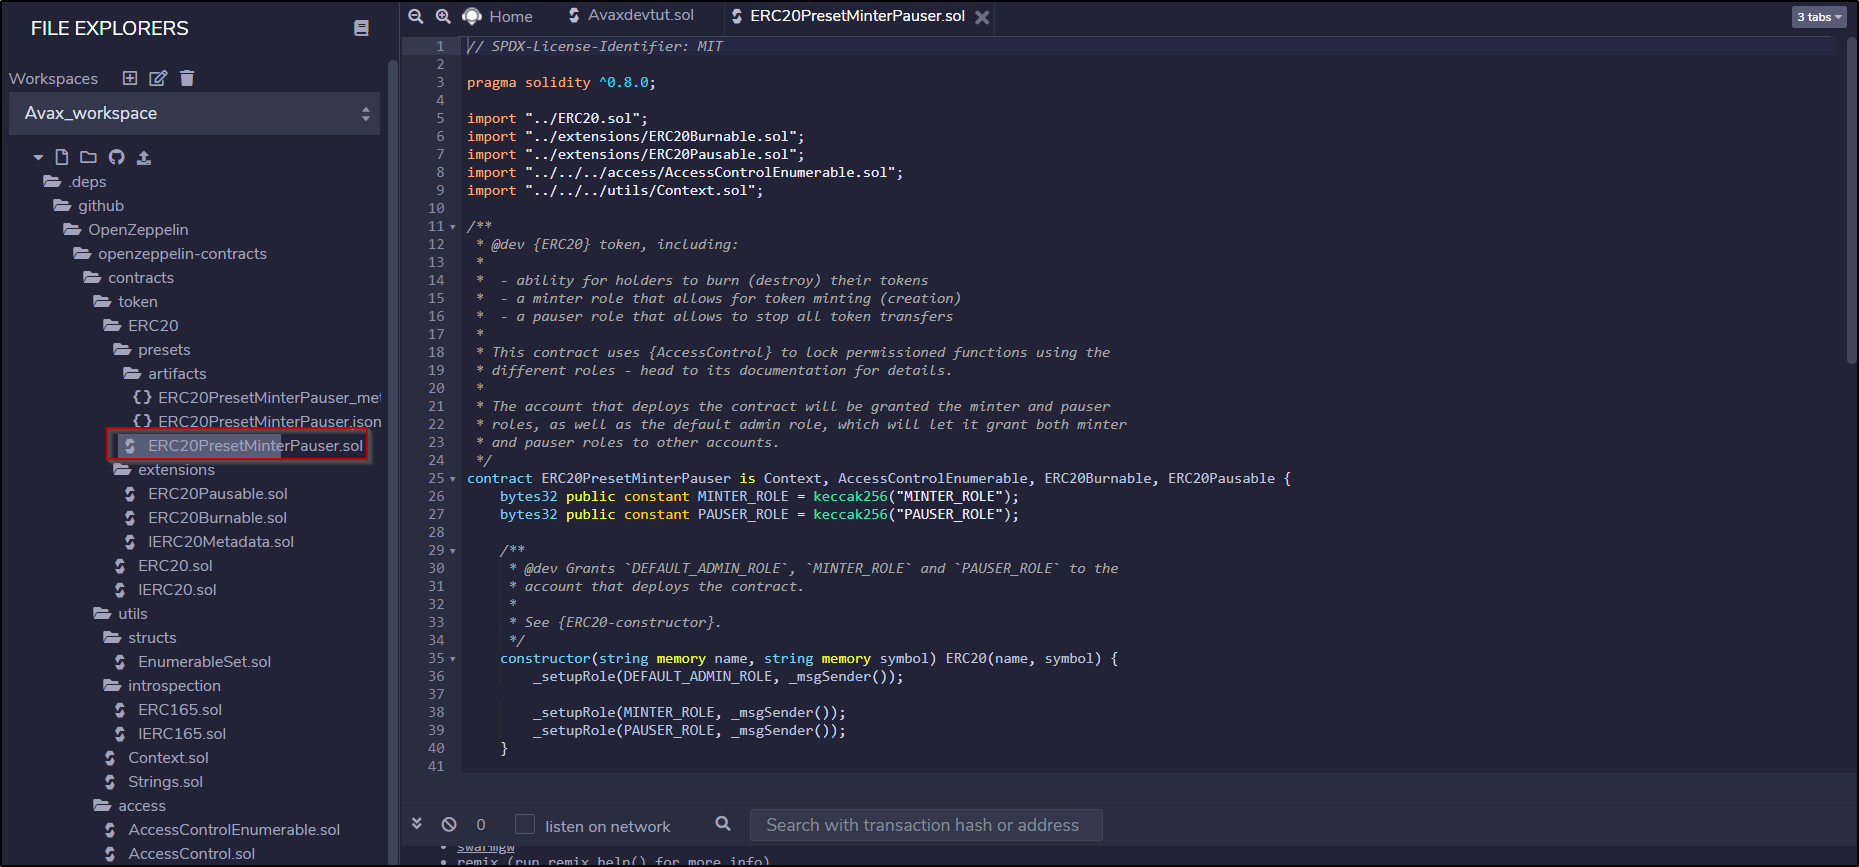 FILE EXPLORERS
Workspaces
Avax_workspace
.deps
github
OpenZeppelin
openzeppelin-contracts
contracts
token
ERC20
presets
artifacts
{} ERC20PresetMinterPauser_met
{} ERC20PresetMinterPauser.json
ERC20PresetMinterPauser.sol
extensions
ERC20Pausable.sol
ERC20Burnable.sol
IERC20Metadata.sol
ERC20.sol
IERC20.sol
utils
structs
EnumerableSet.sol
introspection
ERC165.sol
IERC165.sol
Context.sol
Strings.sol
access
AccessControlEnumerable.sol
AccessControl.sol
Home Avaxdevtut.sol ERC20PresetMinterPauser.sol 3 tabs
1 // SPDX-License-Identifier: MIT
2
3 pragma solidity ^0.8.0;
4
5 import "../ERC20.sol";
6 import "../extensions/ERC20Burnable.sol";
7 import "../extensions/ERC20Pausable.sol";
8 import "../../../access/AccessControlEnumerable.sol";
9 import "../../../utils/Context.sol";
10
11 /**
12  * @dev {ERC20} token, including:
13  *
14  *  - ability for holders to burn (destroy) their tokens
15  *  - a minter role that allows for token minting (creation)
16  *  - a pauser role that allows to stop all token transfers
17  *
18  * This contract uses {AccessControl} to lock permissioned functions using the
19  * different roles - head to its documentation for details.
20  *
21  * The account that deploys the contract will be granted the minter and pauser
22  * roles, as well as the default admin role, which will let it grant both minter
23  * and pauser roles to other accounts.
24  */
25 contract ERC20PresetMinterPauser is Context, AccessControlEnumerable, ERC20Burnable, ERC20Pausable {
26     bytes32 public constant MINTER_ROLE = keccak256("MINTER_ROLE");
27     bytes32 public constant PAUSER_ROLE = keccak256("PAUSER_ROLE");
28
29     /**
30      * @dev Grants `DEFAULT_ADMIN_ROLE`, `MINTER_ROLE` and `PAUSER_ROLE` to the
31      * account that deploys the contract.
32      *
33      * See {ERC20-constructor}.
34      */
35     constructor(string memory name, string memory symbol) ERC20(name, symbol) {
36         _setupRole(DEFAULT_ADMIN_ROLE, _msgSender());
37
38         _setupRole(MINTER_ROLE, _msgSender());
39         _setupRole(PAUSER_ROLE, _msgSender());
40     }
41
0 listen on network Search with transaction hash or address
• swarmgw
• remix (run remix.help() for more info)